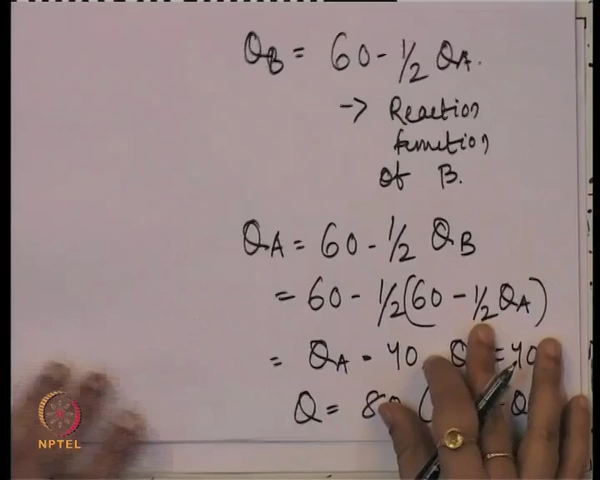 QB = 60 - 1/2 QA.
-> Reaction
function
of B.
QA = 60 - 1/2 QB
= 60 - 1/2 (60 - 1/2 QA)
= QA = 40 Q = 40
Q = 80 ( Q
NPTEL